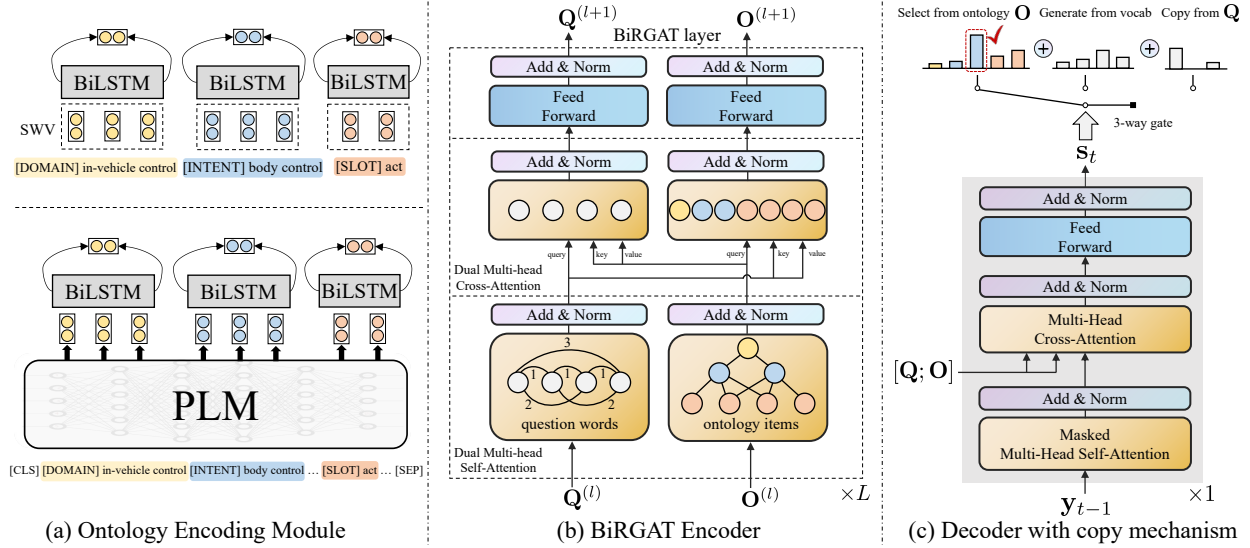 BiLSTM
BiLSTM
BiLSTM
SWV
[DOMAIN] in-vehicle control
[INTENT] body control
[SLOT] act
BiLSTM
BiLSTM
BiLSTM
PLM
[CLS] [DOMAIN] in-vehicle control [INTENT] body control ... [SLOT] act ... [SEP]
(a) Ontology Encoding Module
Q^(l+1)
O^(l+1)
BiRGAT layer
Add & Norm
Add & Norm
Feed
Forward
Feed
Forward
Add & Norm
Add & Norm
query
key
value
query
key
value
Dual Multi-head
Cross-Attention
Add & Norm
Add & Norm
3
1
1
1
2
2
question words
ontology items
Dual Multi-head
Self-Attention
Q^(l)
O^(l)
×L
(b) BiRGAT Encoder
Select from ontology O
Generate from vocab
Copy from Q
+
+
3-way gate
s_t
Add & Norm
Feed
Forward
Add & Norm
Multi-Head
Cross-Attention
[Q; O]
Add & Norm
Masked
Multi-Head Self-Attention
y_{t−1}
×1
(c) Decoder with copy mechanism